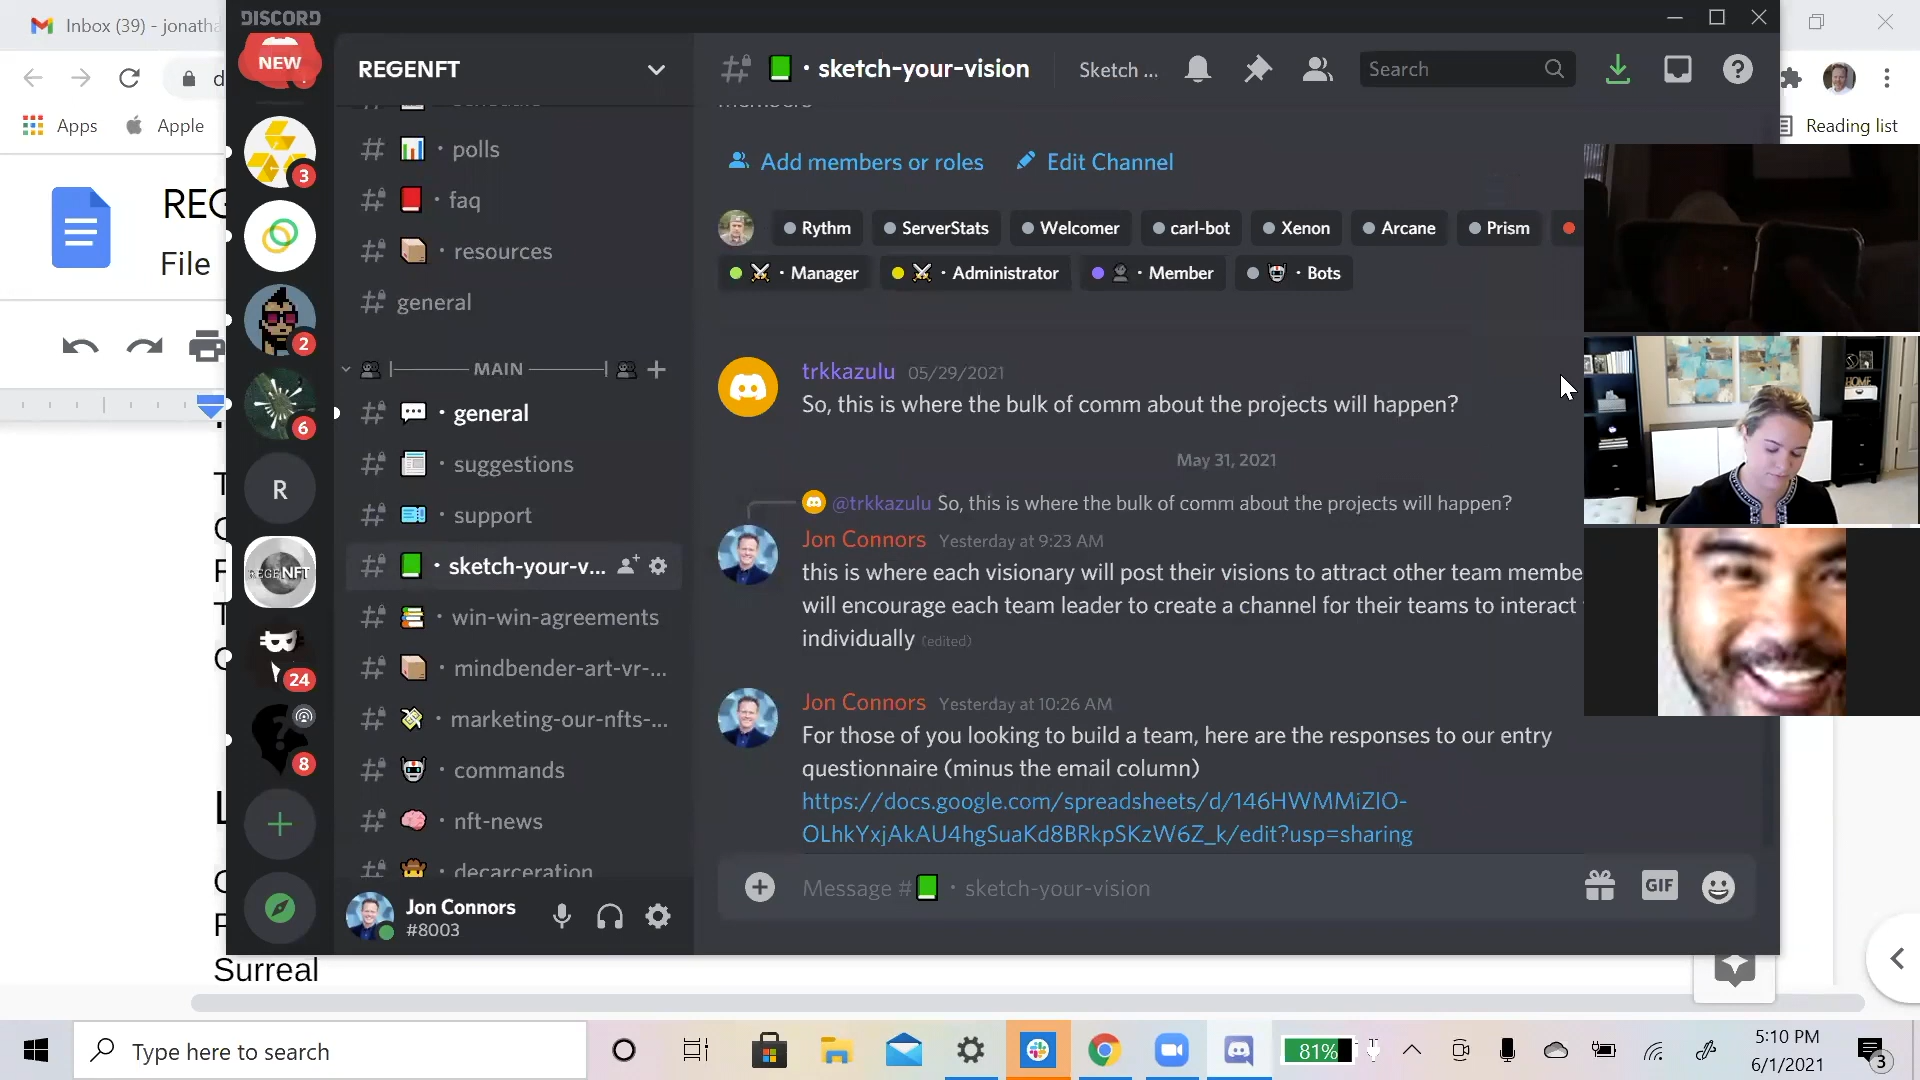 Inbox (39) - jonatha
DISCORD
NEW
REGENFT
sketch-your-vision
Sketch ...
Search
d
Apps
Apple
Reading list
REG
File
polls
faq
resources
general
Add members or roles
Edit Channel
Rythm
ServerStats
Welcomer
carl-bot
Xenon
Arcane
Prism
Manager
Administrator
Member
Bots
3
2
6
R
REGENFT
24
8
MAIN
general
suggestions
support
sketch-your-v...
win-win-agreements
mindbender-art-vr-...
marketing-our-nfts-...
commands
nft-news
decarceration
trkkazulu 05/29/2021
So, this is where the bulk of comm about the projects will happen?
May 31, 2021
@trkkazulu So, this is where the bulk of comm about the projects will happen?
Jon Connors Yesterday at 9:23 AM
this is where each visionary will post their visions to attract other team membe
will encourage each team leader to create a channel for their teams to interact
individually (edited)
Jon Connors Yesterday at 10:26 AM
For those of you looking to build a team, here are the responses to our entry
questionnaire (minus the email column)
https://docs.google.com/spreadsheets/d/146HWMMiZlO-
OLhkYxjAkAU4hgSuaKd8BRkpSKzW6Z_k/edit?usp=sharing
Message # sketch-your-vision
GIF
HOME
Jon Connors
#8003
Surreal
Type here to search
81%
5:10 PM
6/1/2021
3